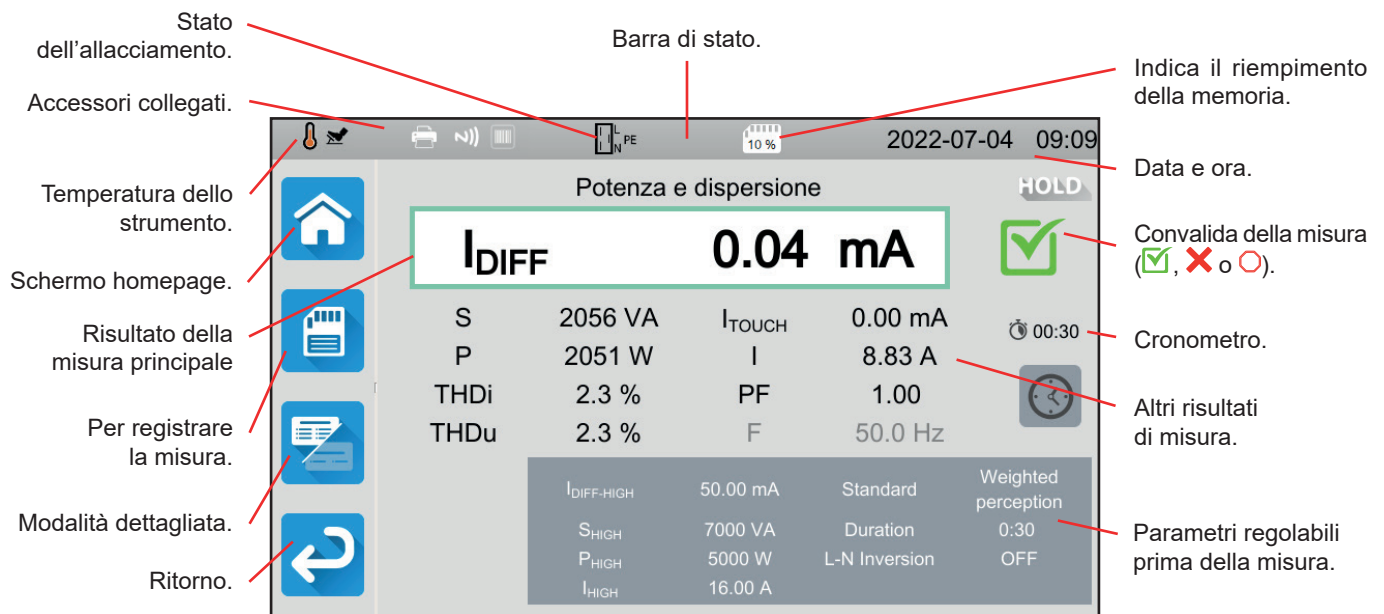 Stato
dell'allacciamento.
Barra di stato.
Indica il riempimento
della memoria.
Accessori collegati.
L
N
PE
10 %
2022-07-04 09:09
Data e ora.
Temperatura dello
strumento.
Potenza e dispersione
HOLD
IDIFF 0.04 mA
Convalida della misura
( , o ).
Schermo homepage.
S 2056 VA ITOUCH 0.00 mA
00:30
Cronometro.
Risultato della
misura principale
P 2051 W I 8.83 A
THDi 2.3 % PF 1.00
Altri risultati
di misura.
THDu 2.3 % F 50.0 Hz
Per registrare
la misura.
IDIFF-HIGH 50.00 mA Standard Weighted
perception
Modalità dettagliata.
SHIGH 7000 VA Duration 0:30
Parametri regolabili
prima della misura.
PHIGH 5000 W L-N Inversion OFF
IHIGH 16.00 A
Ritorno.